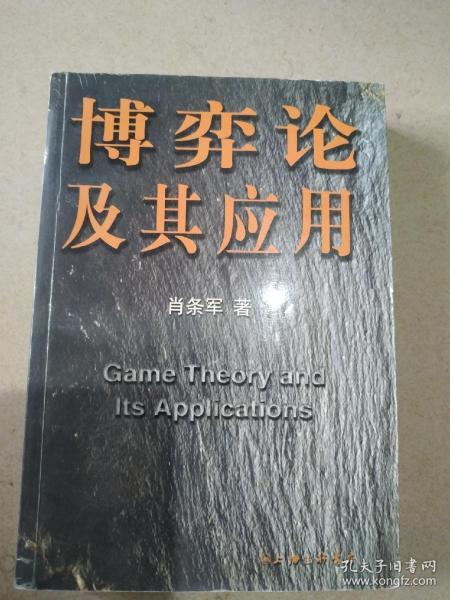 博弈论
及其应用
肖条军 著
Game Theory and
Its Applications
孔夫子旧书网
www.kongfz.com